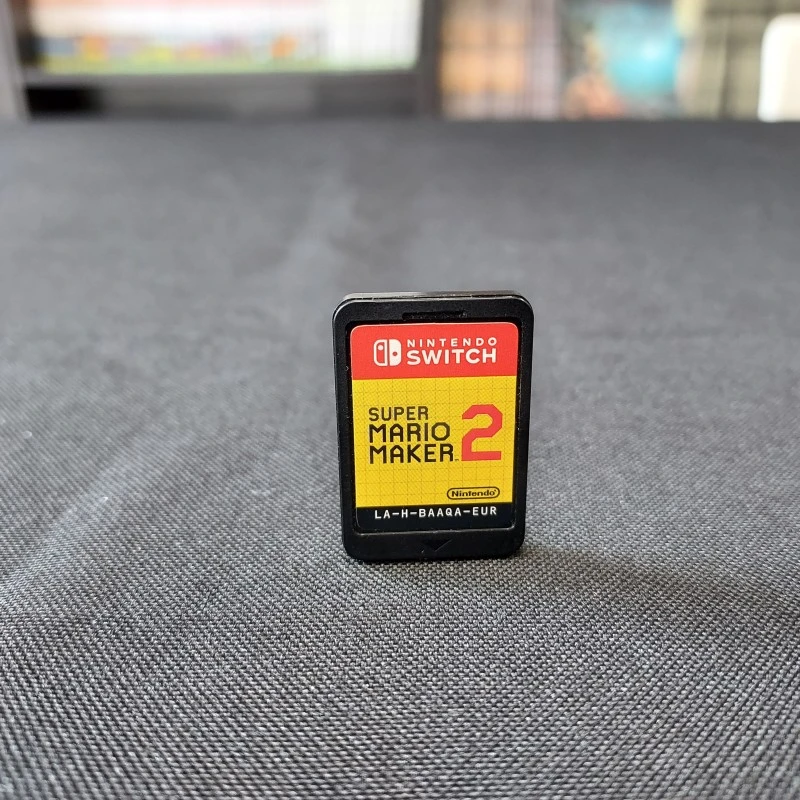 NINTENDO
SWITCH
SUPER
MARIO
MAKER 2
Nintendo
LA-H-BAAQA-EUR